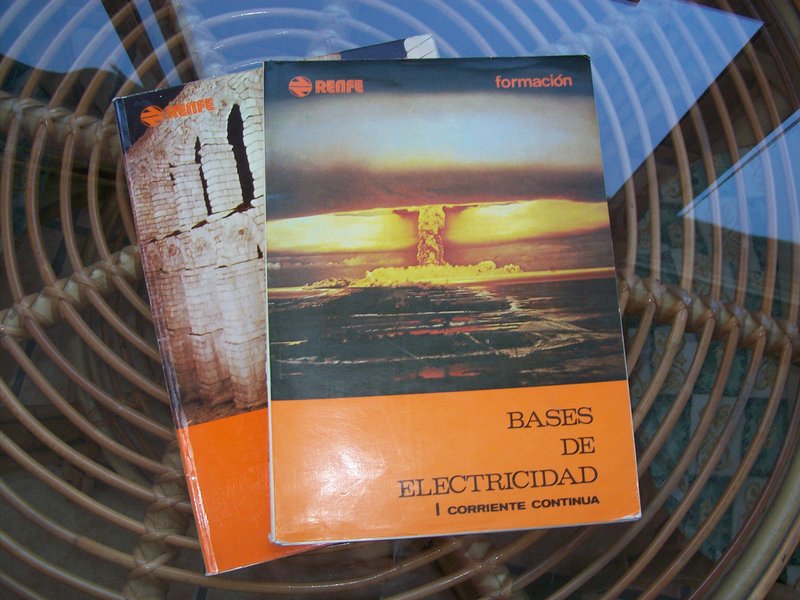 RENFE
RENFE
formación
BASES
DE
ELECTRICIDAD
I CORRIENTE CONTINUA